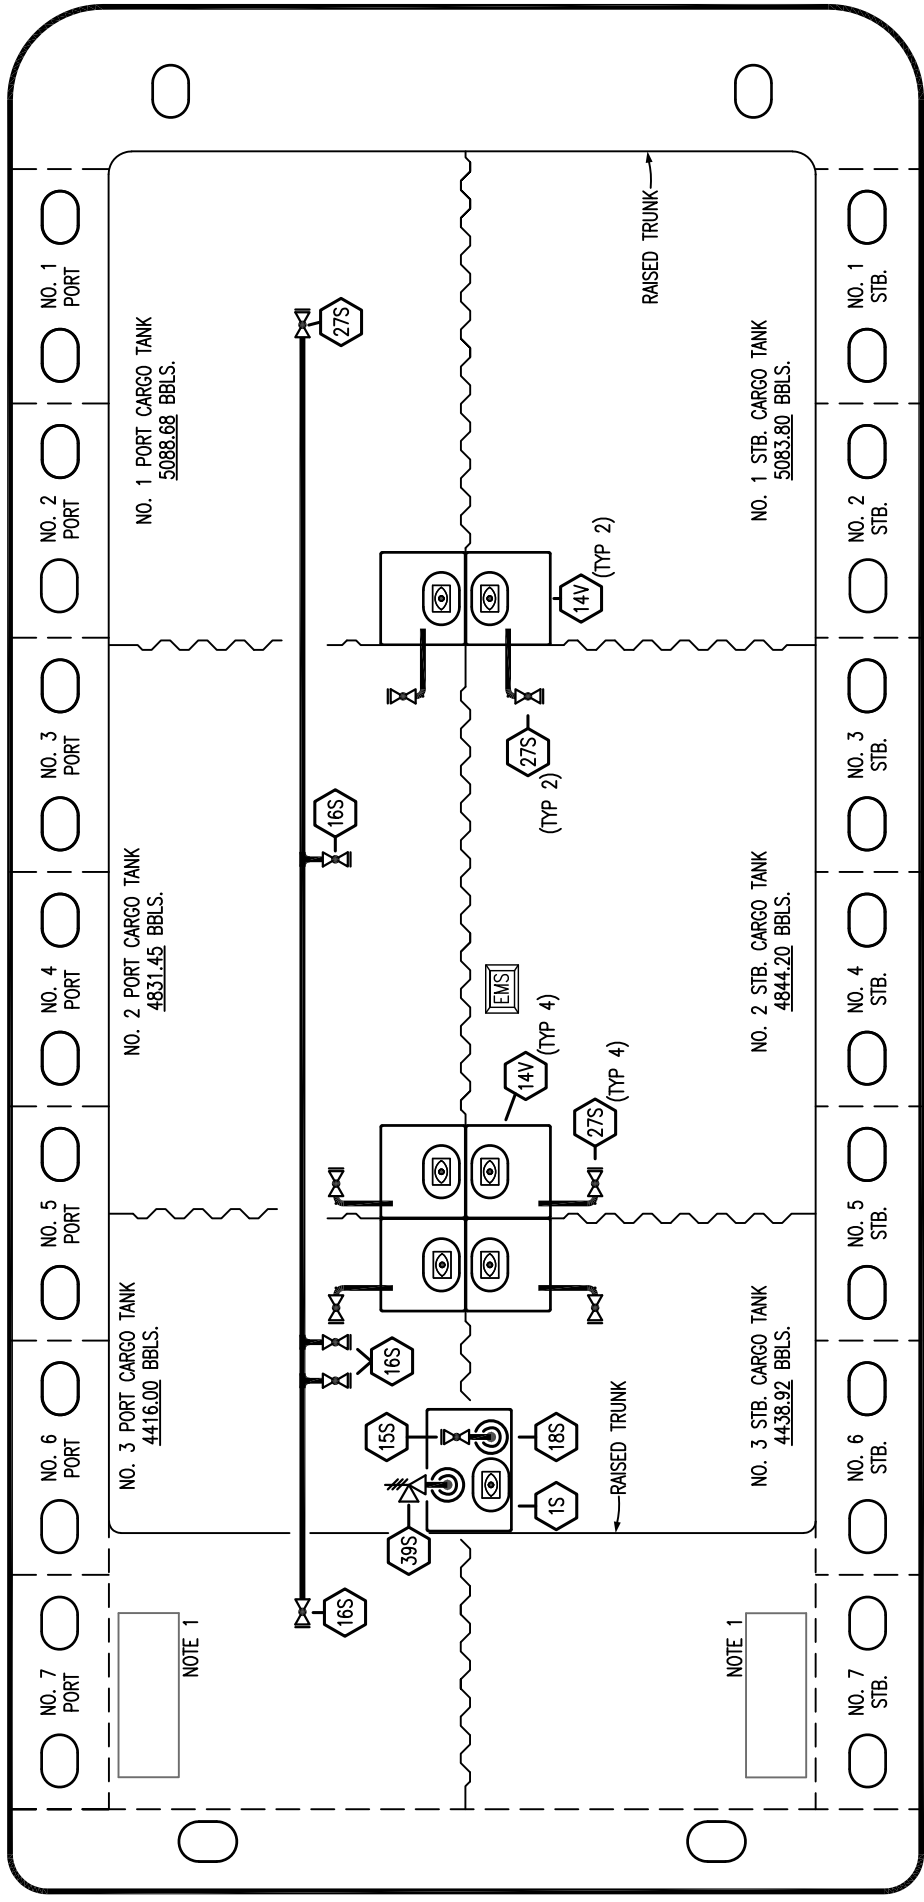 NO. 1
PORT
NO. 2
PORT
NO. 3
PORT
NO. 4
PORT
NO. 5
PORT
NO. 6
PORT
NO. 7
PORT
NO. 1 PORT CARGO TANK
5088.68 BBLS.
NO. 2 PORT CARGO TANK
4831.45 BBLS.
NO. 3 PORT CARGO TANK
4416.00 BBLS.
NOTE 1
27S
16S
16S
16S
15S
39S
18S
1S
14V
(TYP 2)
27S
(TYP 2)
EMS
14V
(TYP 4)
27S
(TYP 4)
RAISED TRUNK
RAISED TRUNK
NO. 1 STB. CARGO TANK
5083.80 BBLS.
NO. 2 STB. CARGO TANK
4844.20 BBLS.
NO. 3 STB. CARGO TANK
4438.92 BBLS.
NOTE 1
NO. 1
STB.
NO. 2
STB.
NO. 3
STB.
NO. 4
STB.
NO. 5
STB.
NO. 6
STB.
NO. 7
STB.